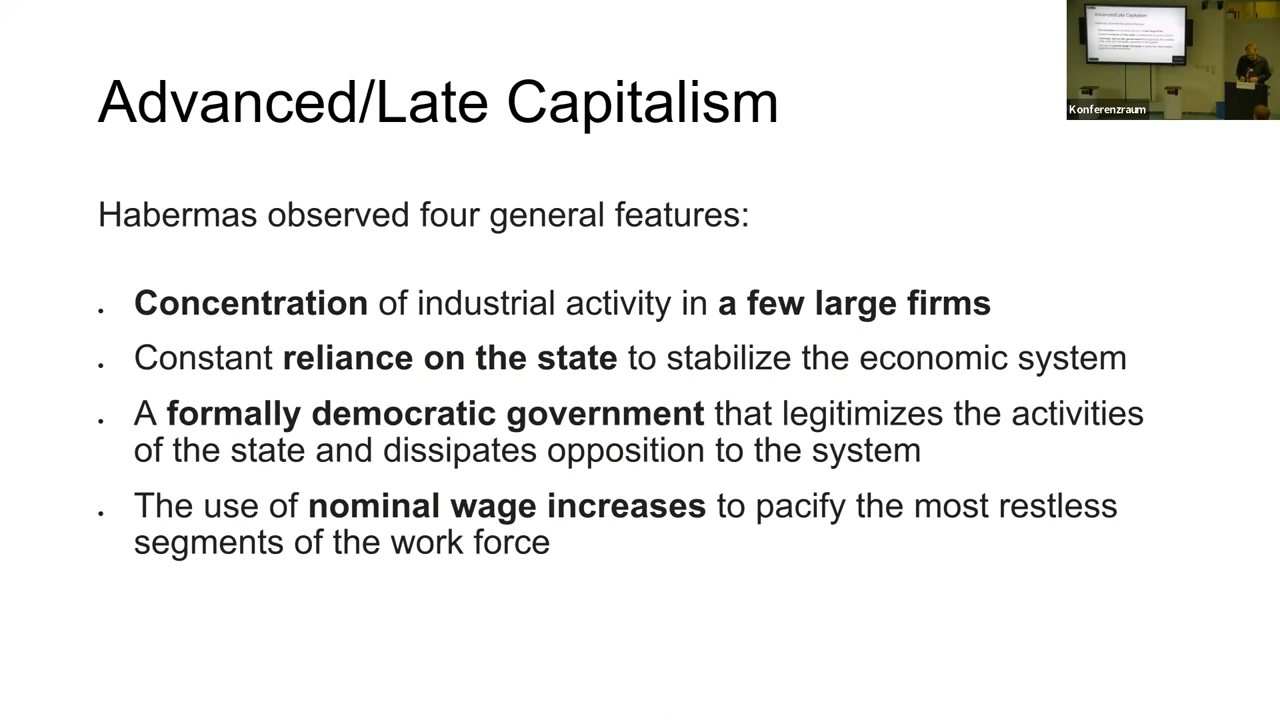 Advanced/Late Capitalism
Habermas observed four general features:
. Concentration of industrial activity in a few large firms
. Constant reliance on the state to stabilize the economic system
. A formally democratic government that legitimizes the activities
of the state and dissipates opposition to the system
. The use of nominal wage increases to pacify the most restless
segments of the work force
Advanced/Late Capitalism
Konferenzraum